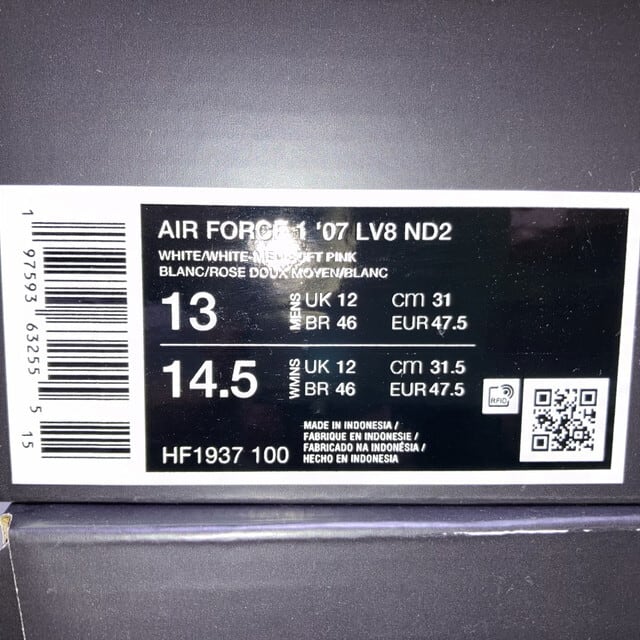 AIR FORCE 1 '07 LV8 ND2
WHITE/WHITE-MED SOFT PINK
BLANC/ROSE DOUX MOYEN/BLANC
13 MENS UK 12 cm 31
BR 46 EUR 47.5
14.5 WMNS UK 12 cm 31.5
BR 46 EUR 47.5
RFID
HF1937 100
MADE IN INDONESIA /
FABRIQUE EN INDONESIE /
FABRICADO NA INDONÉSIA /
HECHO EN INDONESIA
1 97593 63255 5 15